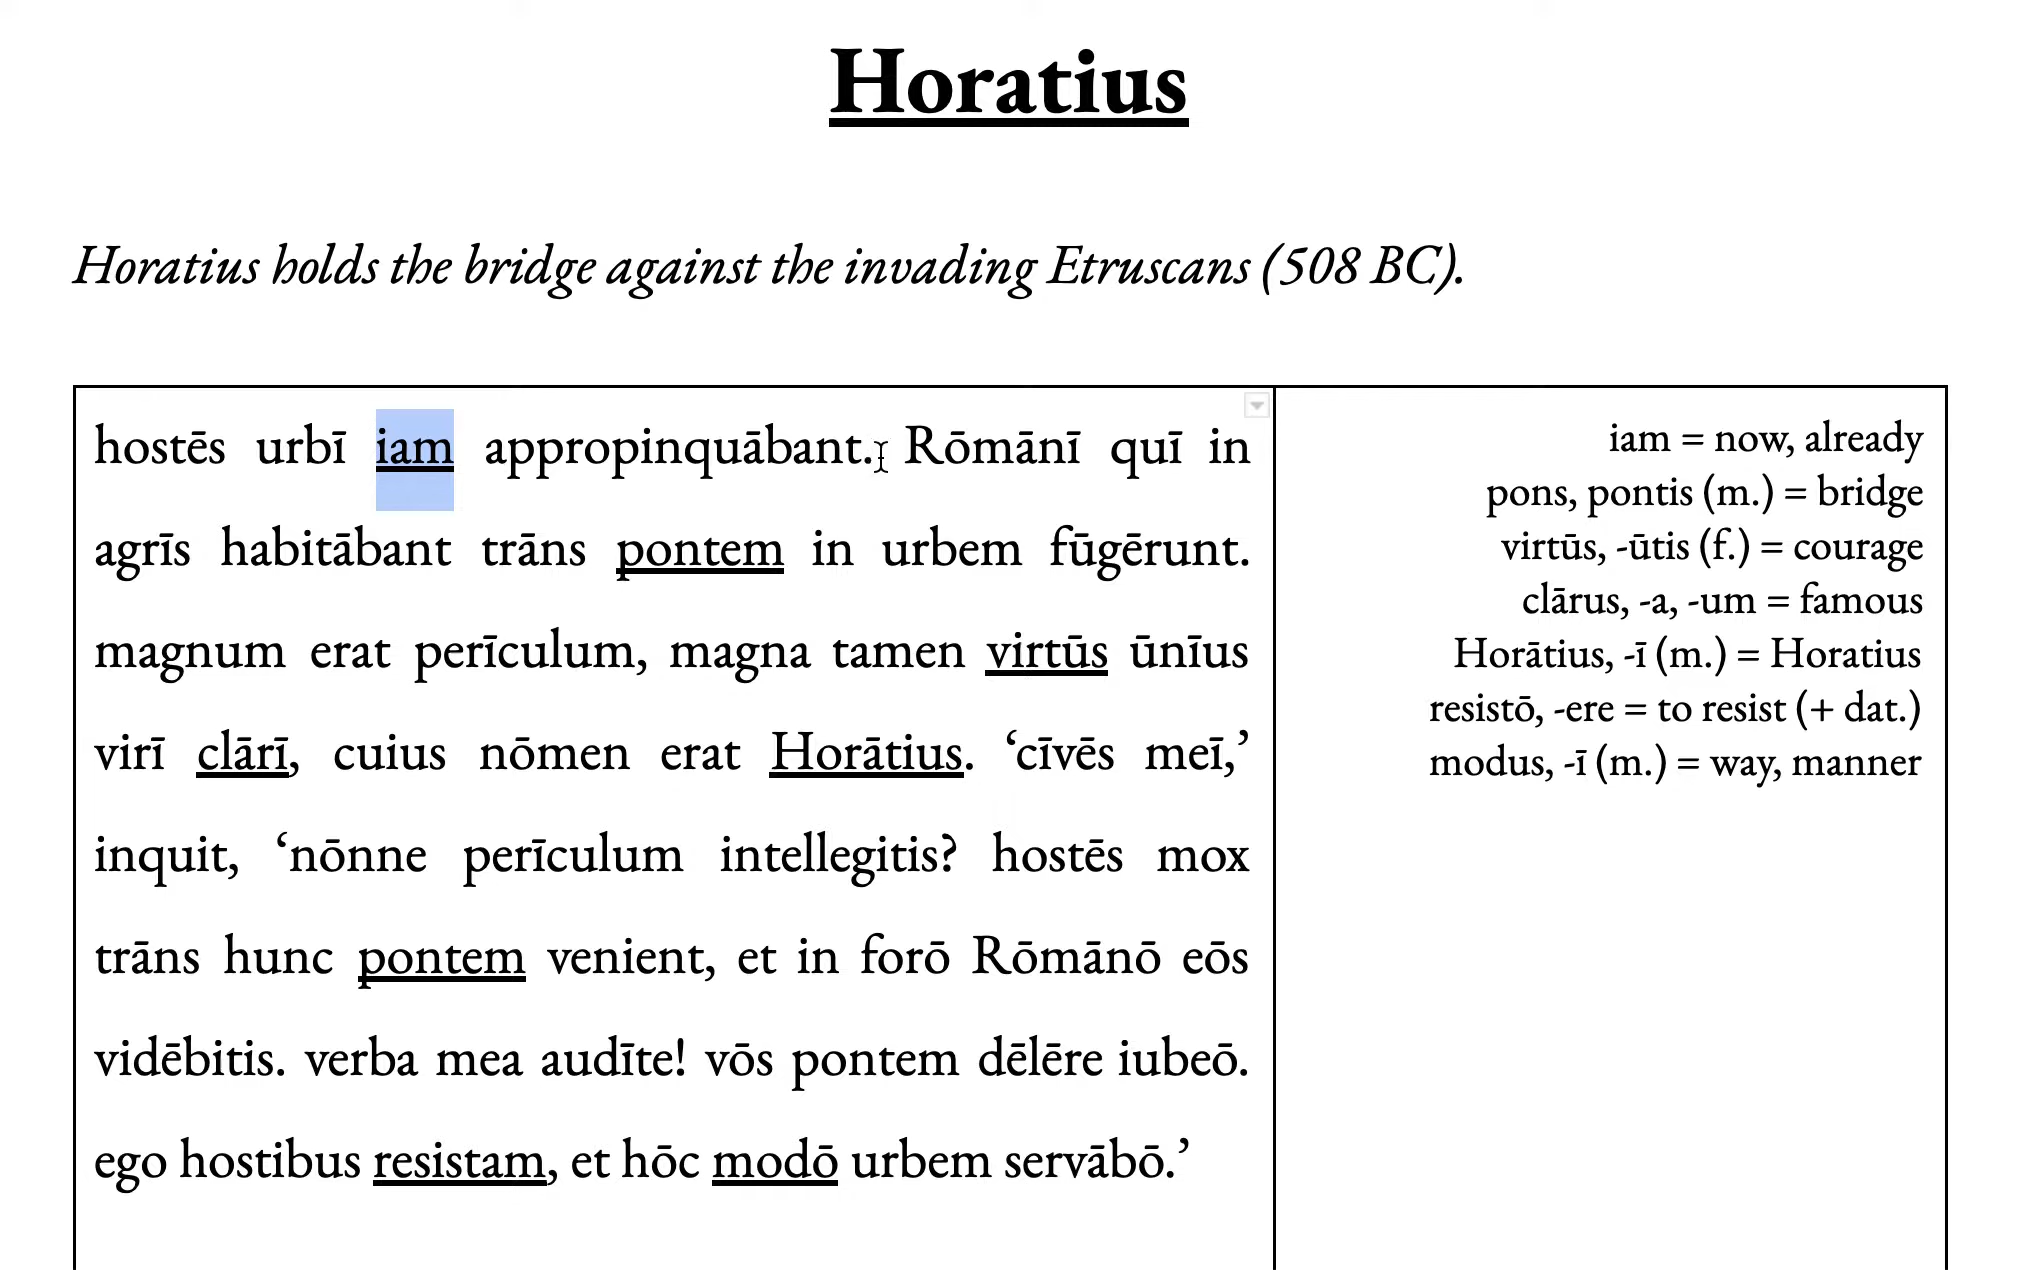 Horatius
Horatius holds the bridge against the invading Etruscans (508 BC).
hostēs urbī iam appropinquābant. Rōmānī quī in
agrīs habitābant trāns pontem in urbem fūgērunt.
magnum erat perīculum, magna tamen virtūs ūnīus
virī clārī, cuius nōmen erat Horātius. ‘cīvēs meī,’
inquit, ‘nōnne perīculum intellegitis? hostēs mox
trāns hunc pontem venient, et in forō Rōmānō eōs
vidēbitis. verba mea audīte! vōs pontem dēlēre iubeō.
ego hostibus resistam, et hōc modō urbem servābō.’
iam = now, already
pons, pontis (m.) = bridge
virtūs, -ūtis (f.) = courage
clārus, -a, -um = famous
Horātius, -ī (m.) = Horatius
resistō, -ere = to resist (+ dat.)
modus, -ī (m.) = way, manner